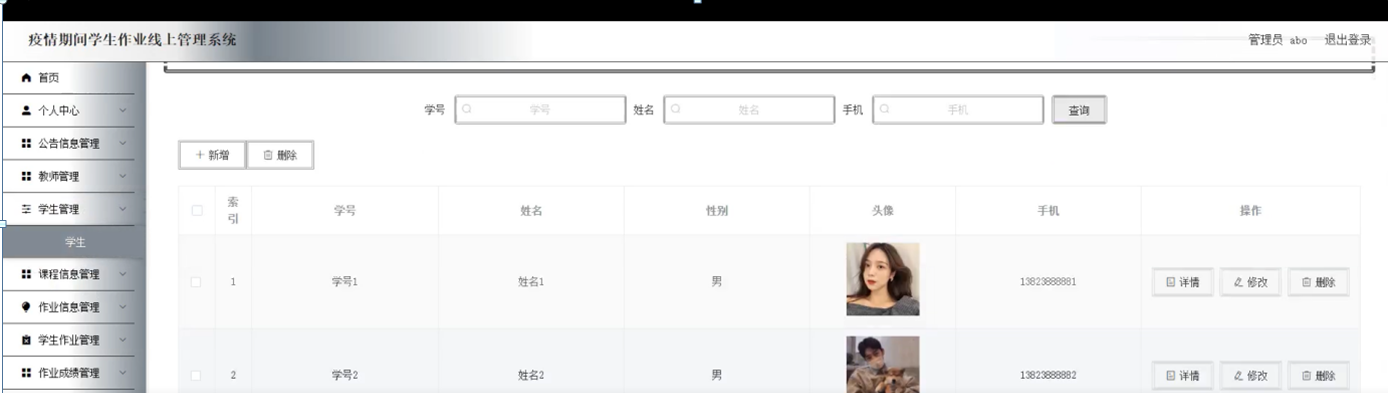 疫情期间学生作业线上管理系统
管理员 abo 退出登录
首页
个人中心
公告信息管理
教师管理
学生管理
学生
课程信息管理
作业信息管理
学生作业管理
作业成绩管理
学号 学号 姓名 姓名 手机 手机 查询
新增 删除
索引 学号 姓名 性别 头像 手机 操作
1 学号1 姓名1 男 13823888881 详情 修改 删除
2 学号2 姓名2 男 13823888882 详情 修改 删除